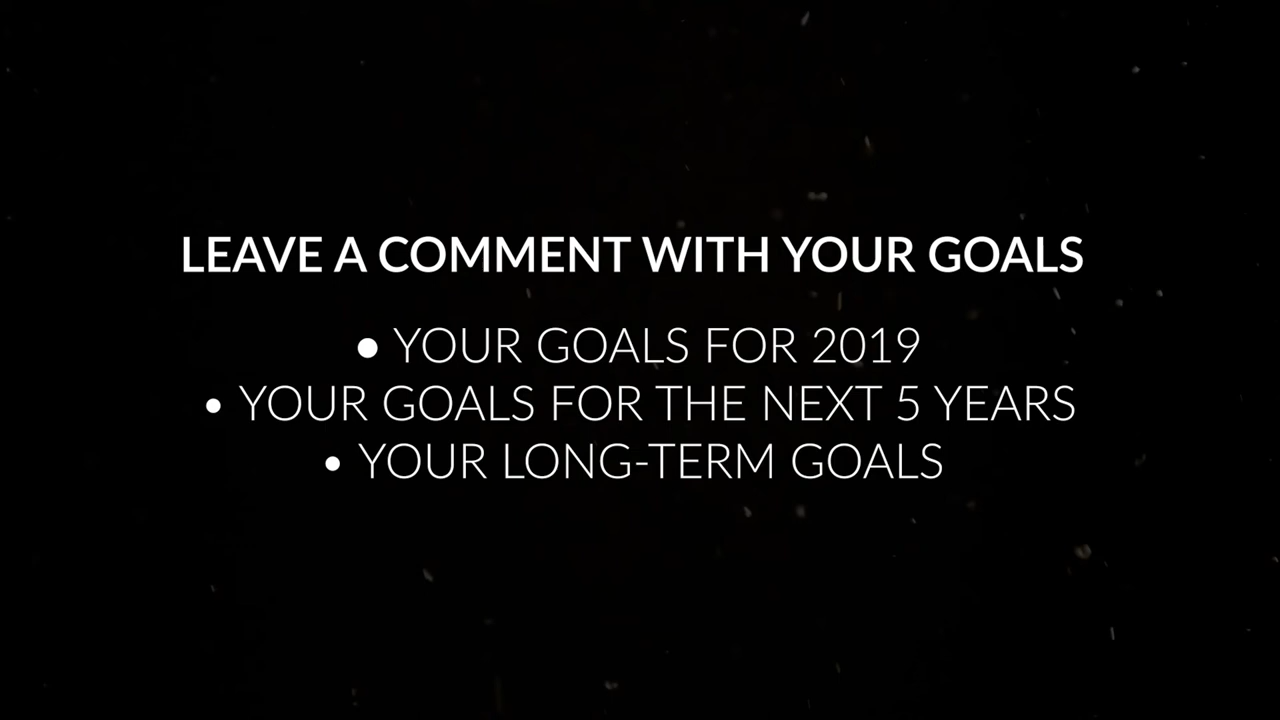 LEAVE A COMMENT WITH YOUR GOALS
• YOUR GOALS FOR 2019
• YOUR GOALS FOR THE NEXT 5 YEARS
• YOUR LONG-TERM GOALS